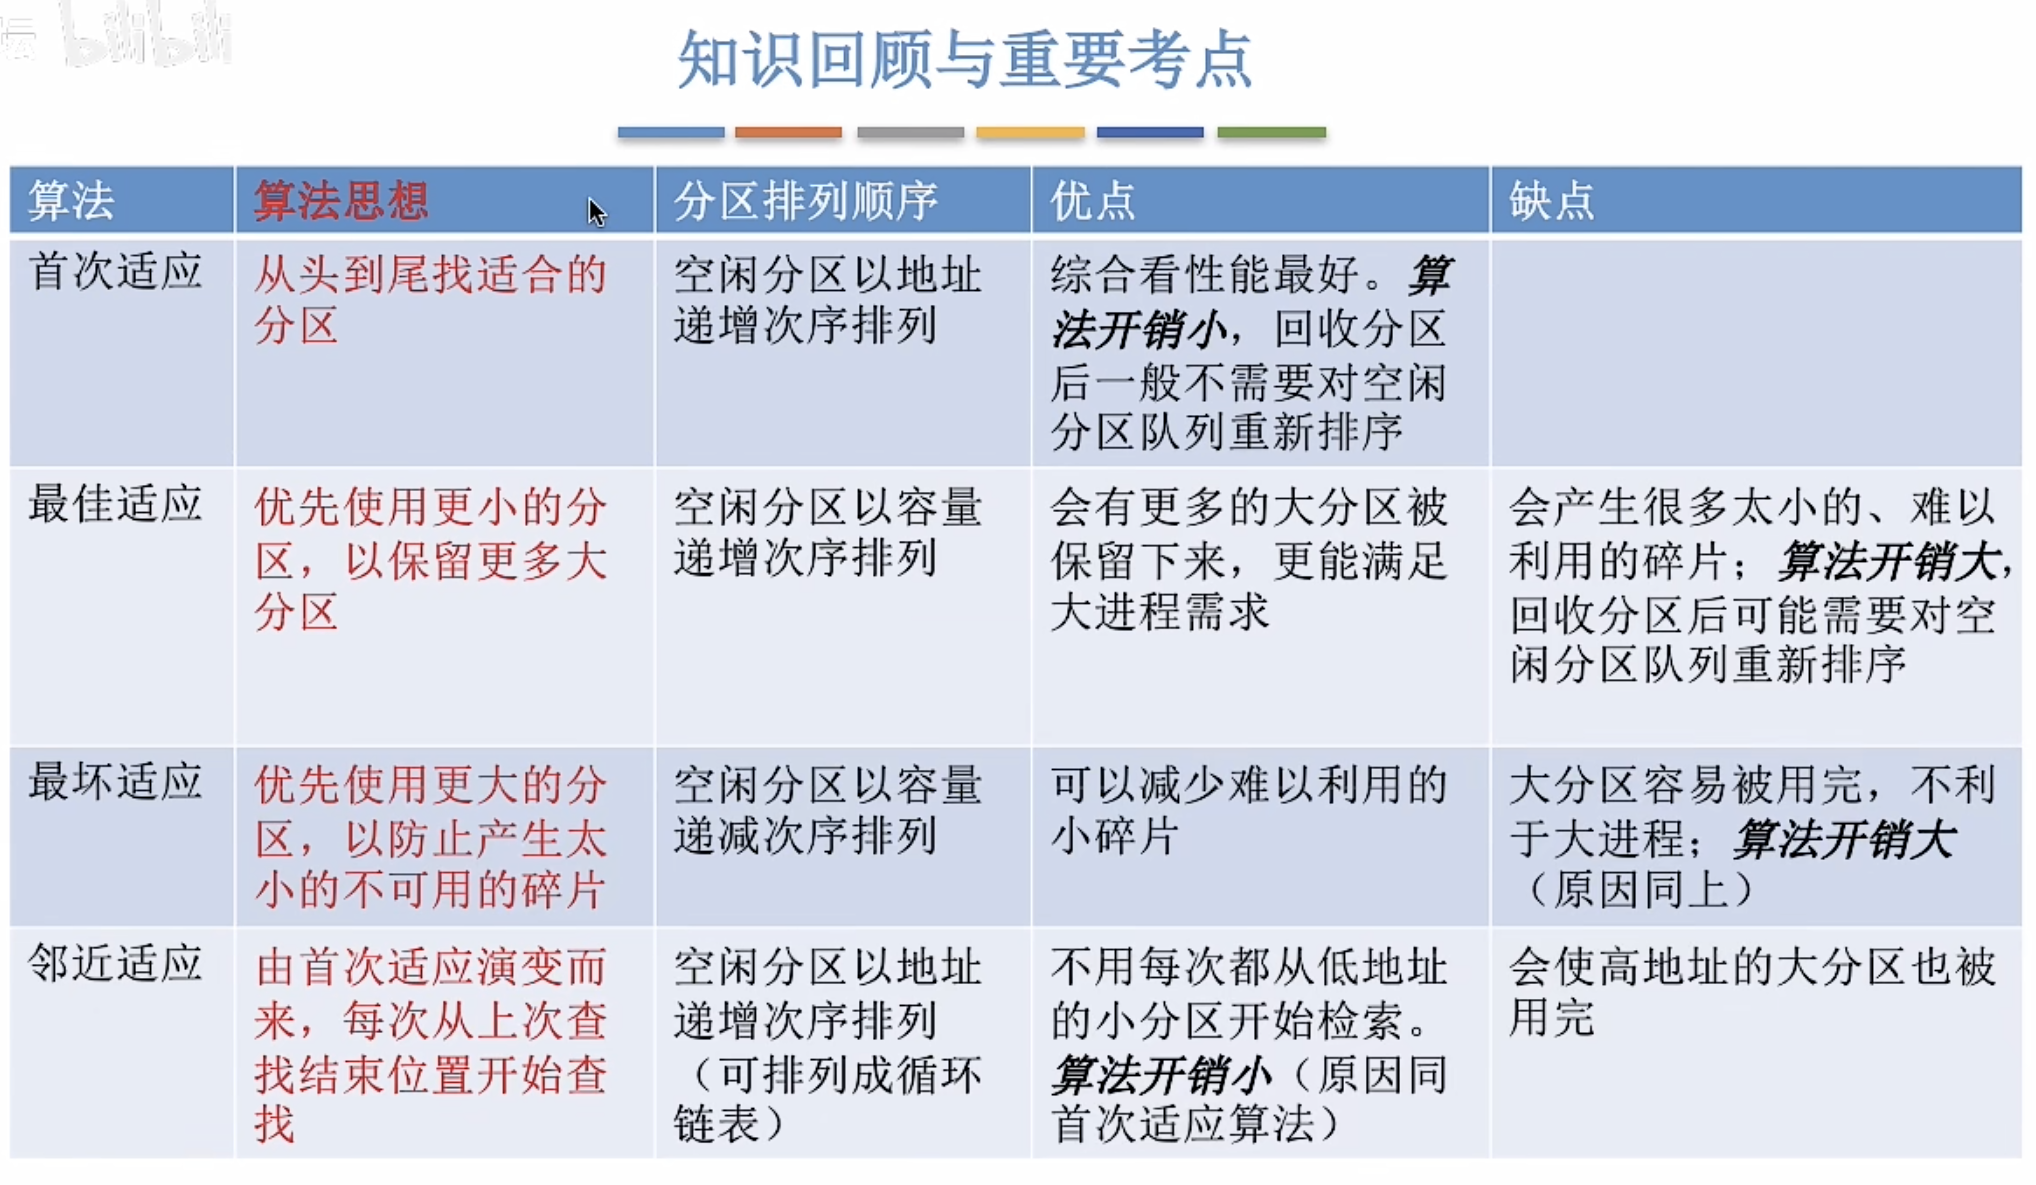 坛 bilibili
知识回顾与重要考点
算法
算法思想
分区排列顺序
优点
缺点
首次适应
从头到尾找适合的
分区
空闲分区以地址
递增次序排列
综合看性能最好。算
法开销小，回收分区
后一般不需要对空闲
分区队列重新排序
最佳适应
优先使用更小的分
区，以保留更多大
分区
空闲分区以容量
递增次序排列
会有更多的大分区被
保留下来，更能满足
大进程需求
会产生很多太小的、难以
利用的碎片；算法开销大，
回收分区后可能需要对空
闲分区队列重新排序
最坏适应
优先使用更大的分
区，以防止产生太
小的不可用的碎片
空闲分区以容量
递减次序排列
可以减少难以利用的
小碎片
大分区容易被用完，不利
于大进程；算法开销大
（原因同上）
邻近适应
由首次适应演变而
来，每次从上次查
找结束位置开始查
找
空闲分区以地址
递增次序排列
（可排列成循环
链表）
不用每次都从低地址
的小分区开始检索。
算法开销小（原因同
首次适应算法）
会使高地址的大分区也被
用完